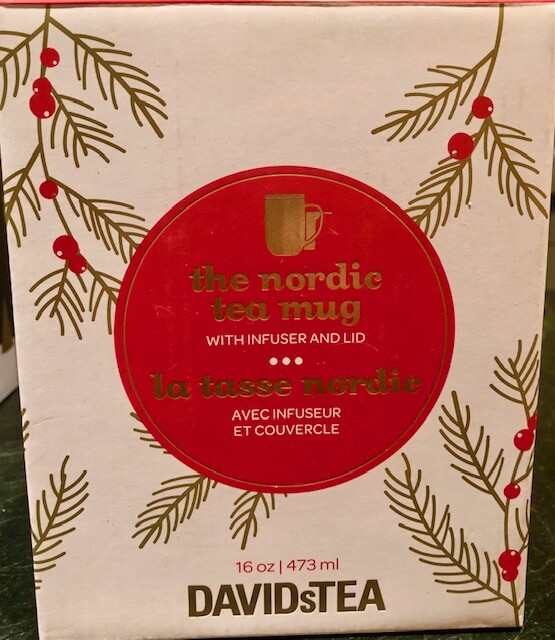 the nordic
tea mug
WITH INFUSER AND LID
la tasse nordic
AVEC INFUSEUR
ET COUVERCLE
16 oz | 473 ml
DAVIDsTEA